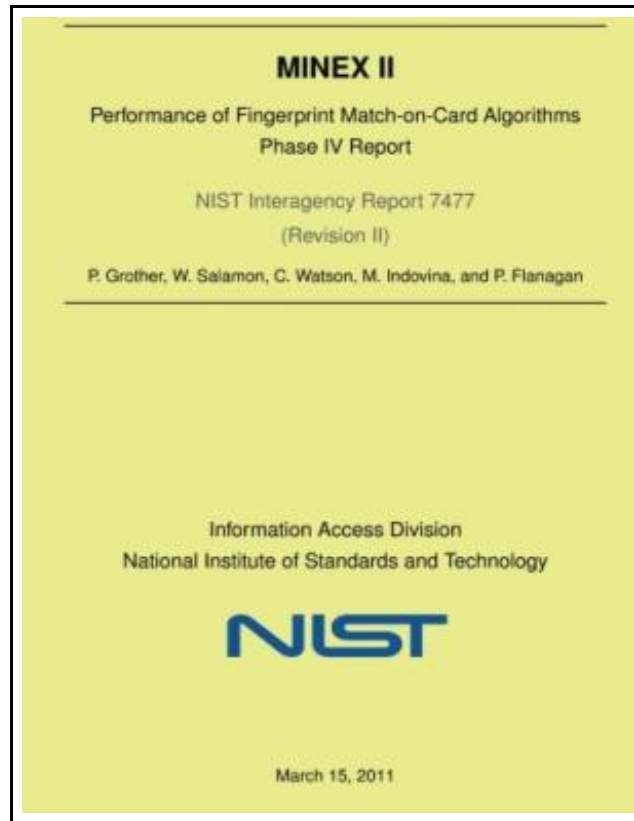 MINEX II
Performance of Fingerprint Match-on-Card Algorithms
Phase IV Report
NIST Interagency Report 7477
(Revision II)
P. Grother, W. Salamon, C. Watson, M. Indovina, and P. Flanagan
Information Access Division
National Institute of Standards and Technology
NIST
March 15, 2011